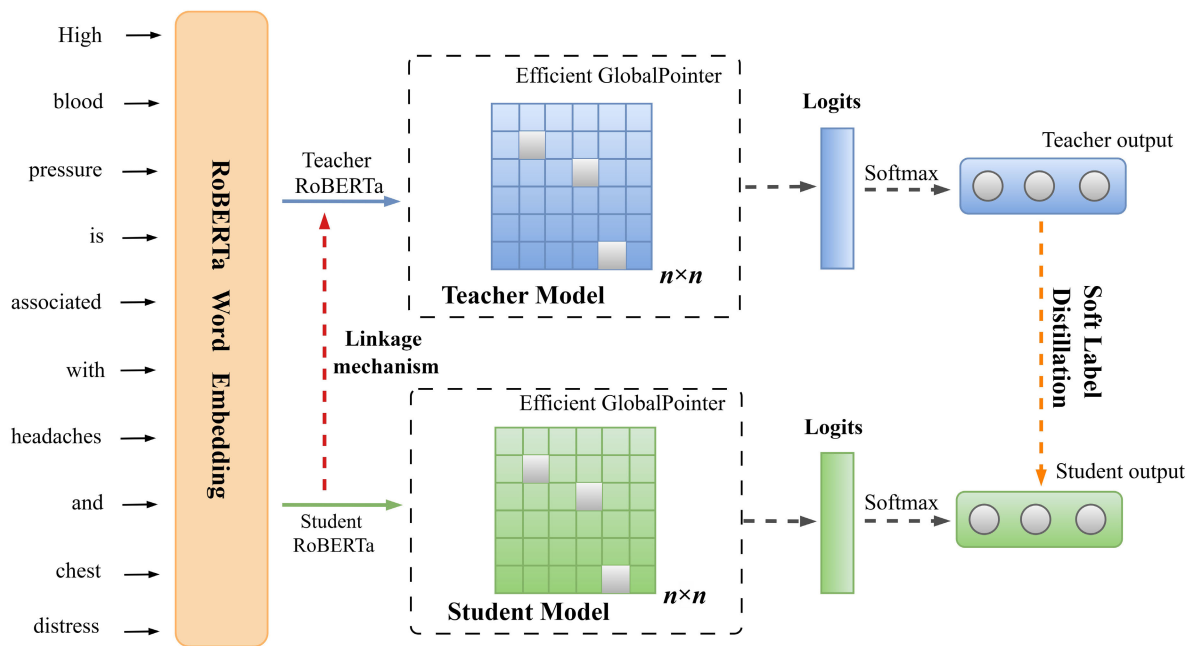 High
blood
pressure
is
associated
with
headaches
and
chest
distress
RoBERTa Word Embedding
Teacher
RoBERTa
Linkage
mechanism
Student
RoBERTa
Efficient GlobalPointer
n×n
Teacher Model
Efficient GlobalPointer
n×n
Student Model
Logits
Softmax
Teacher output
Soft Label
Distillation
Logits
Softmax
Student output